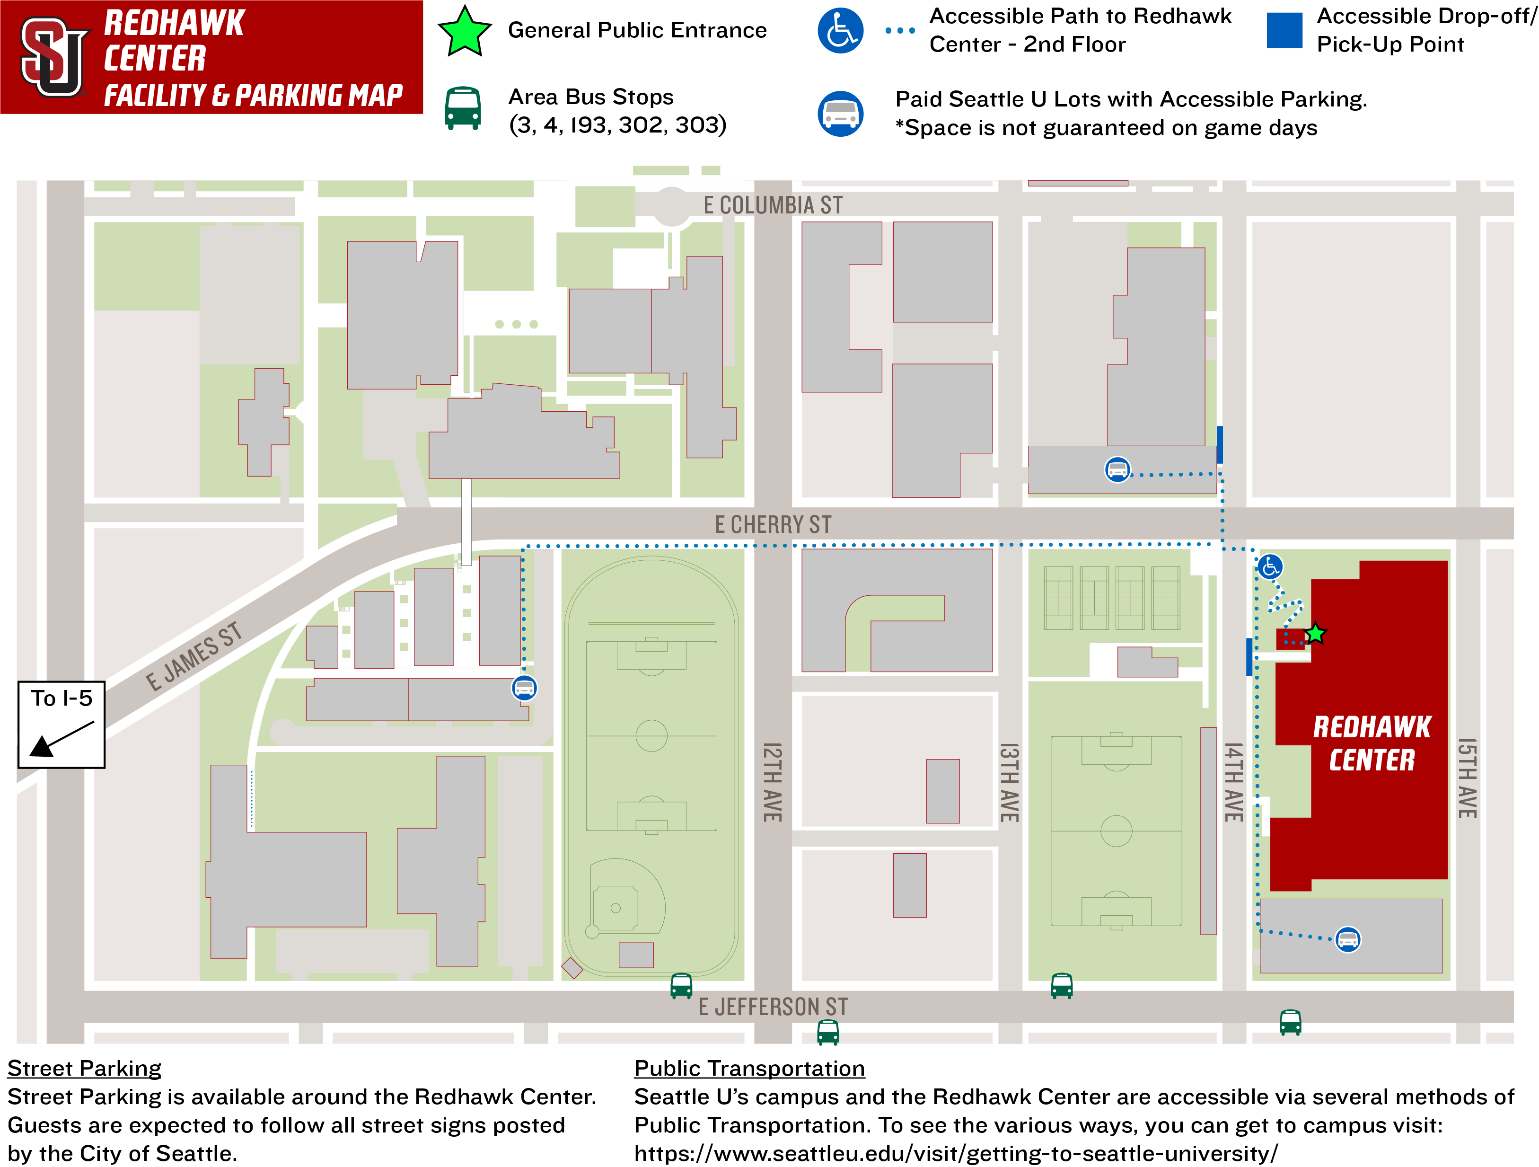 SU
REDHAWK
CENTER
FACILITY & PARKING MAP
General Public Entrance
Area Bus Stops
(3, 4, 193, 302, 303)
Accessible Path to Redhawk
Center - 2nd Floor
Accessible Drop-off/
Pick-Up Point
Paid Seattle U Lots with Accessible Parking.
*Space is not guaranteed on game days
E COLUMBIA ST
E CHERRY ST
E JAMES ST
To I-5
12TH AVE
13TH AVE
14TH AVE
15TH AVE
REDHAWK
CENTER
E JEFFERSON ST
Street Parking
Street Parking is available around the Redhawk Center.
Guests are expected to follow all street signs posted
by the City of Seattle.
Public Transportation
Seattle U’s campus and the Redhawk Center are accessible via several methods of
Public Transportation. To see the various ways, you can get to campus visit:
https://www.seattleu.edu/visit/getting-to-seattle-university/